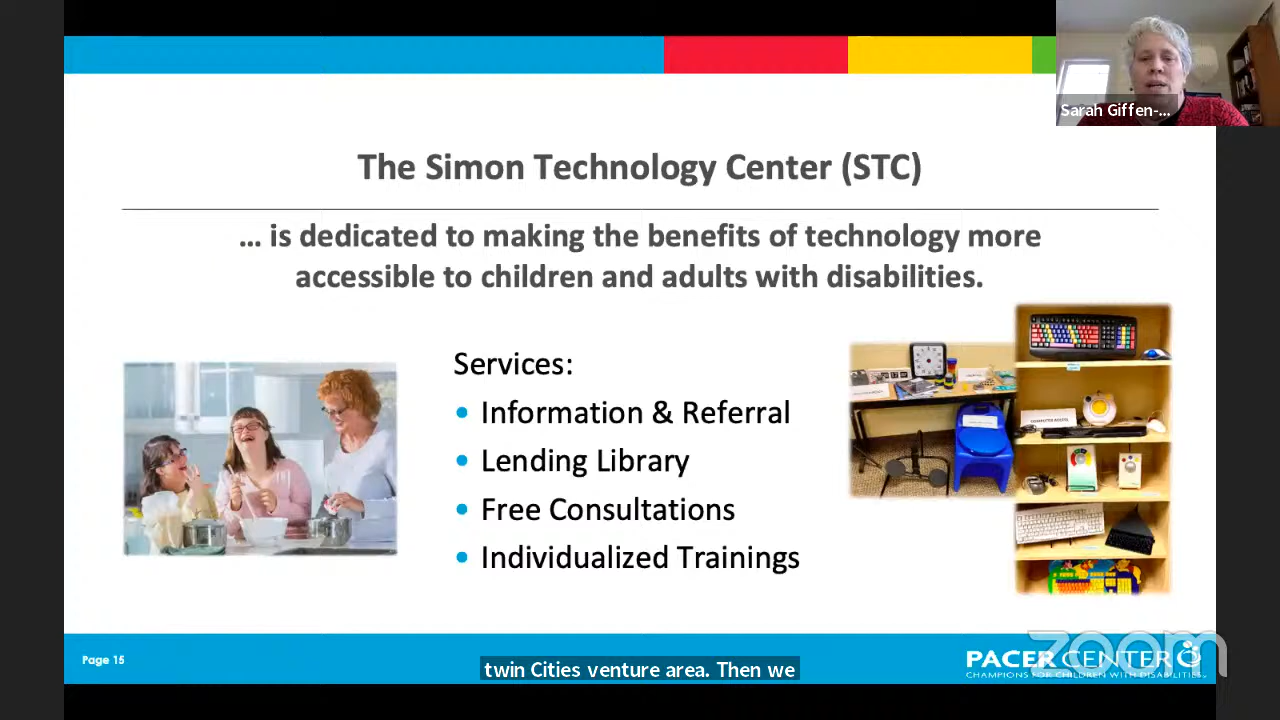 Sarah Giffen-...
The Simon Technology Center (STC)
... is dedicated to making the benefits of technology more
accessible to children and adults with disabilities.
Services:
• Information & Referral
• Lending Library
• Free Consultations
• Individualized Trainings
Page 15
twin Cities venture area. Then we
zoom
PACER CENTER
CHAMPIONS FOR CHILDREN WITH DISABILITIES